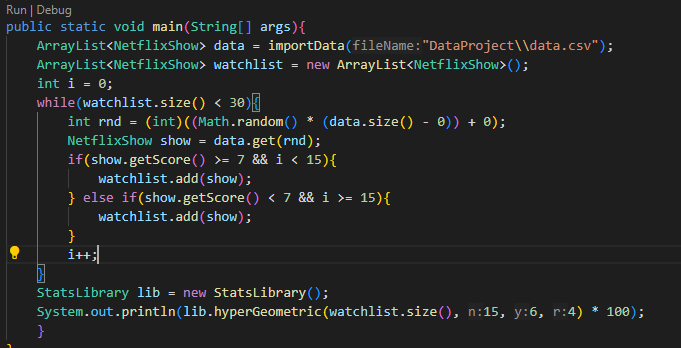 Run | Debug
public static void main(String[] args){
ArrayList<NetflixShow> data = importData(fileName:"DataProject\\data.csv");
ArrayList<NetflixShow> watchlist = new ArrayList<NetflixShow>();
int i = 0;
while(watchlist.size() < 30){
int rnd = (int)((Math.random() * (data.size() - 0)) + 0);
NetflixShow show = data.get(rnd);
if(show.getScore() >= 7 && i < 15){
watchlist.add(show);
} else if(show.getScore() < 7 && i >= 15){
watchlist.add(show);
}
i++;
}
StatsLibrary lib = new StatsLibrary();
System.out.println(lib.hyperGeometric(watchlist.size(), n:15, y:6, r:4) * 100);
}